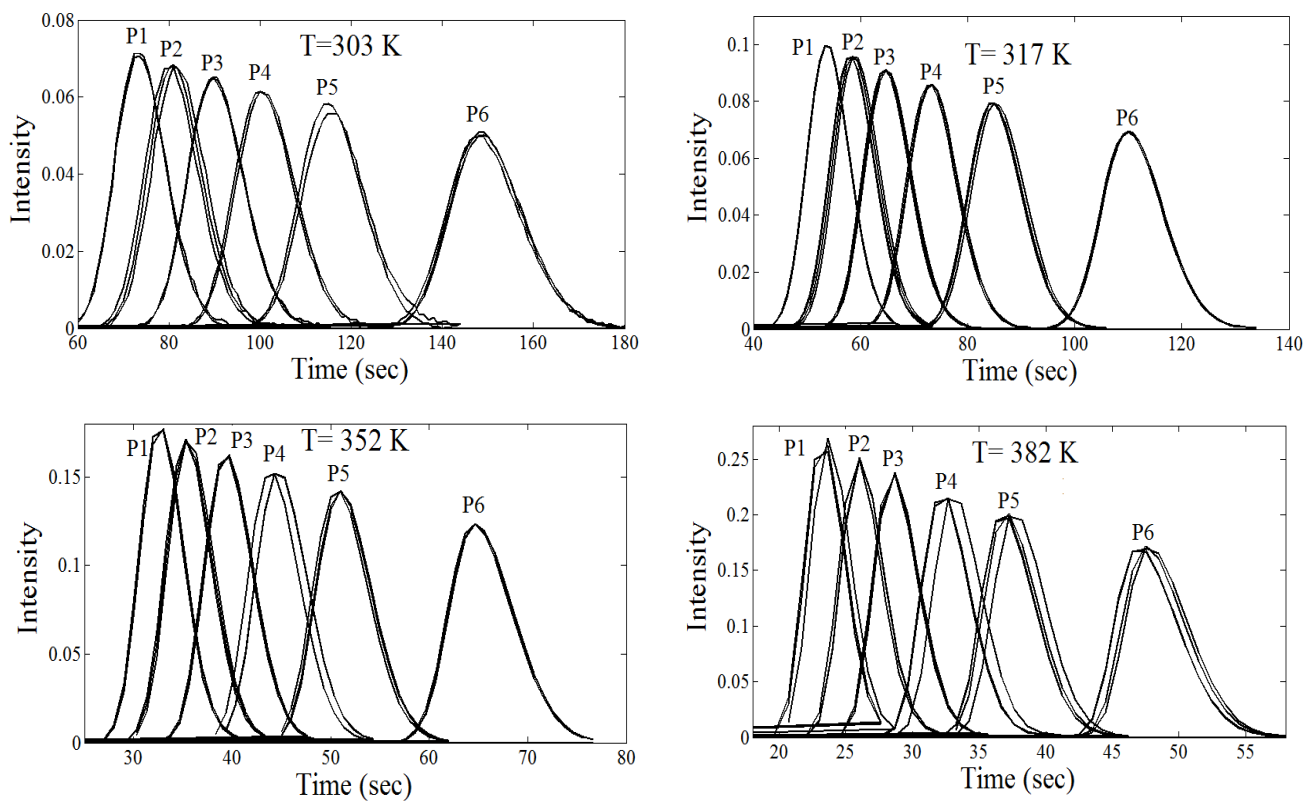 0.08
0.06
0.04
0.02
0
Intensity
P1
P2
P3
P4
P5
P6
T=303 K
60 80 100 120 140 160 180
Time (sec)
0.1
0.08
0.06
0.04
0.02
0
Intensity
P1
P2
P3
P4
P5
P6
T= 317 K
40 60 80 100 120 140
Time (sec)
0.15
0.1
0.05
0
Intensity
P1
P2
P3
P4
P5
P6
T= 352 K
30 40 50 60 70 80
Time (sec)
0.25
0.2
0.15
0.1
0.05
0
Intensity
P1
P2
P3
P4
P5
P6
T= 382 K
20 25 30 35 40 45 50 55
Time (sec)